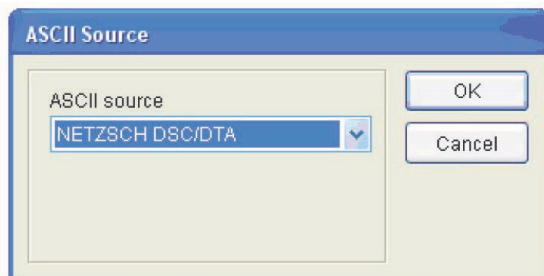 ASCII Source
ASCII source
NETZSCH DSC/DTA
OK
Cancel